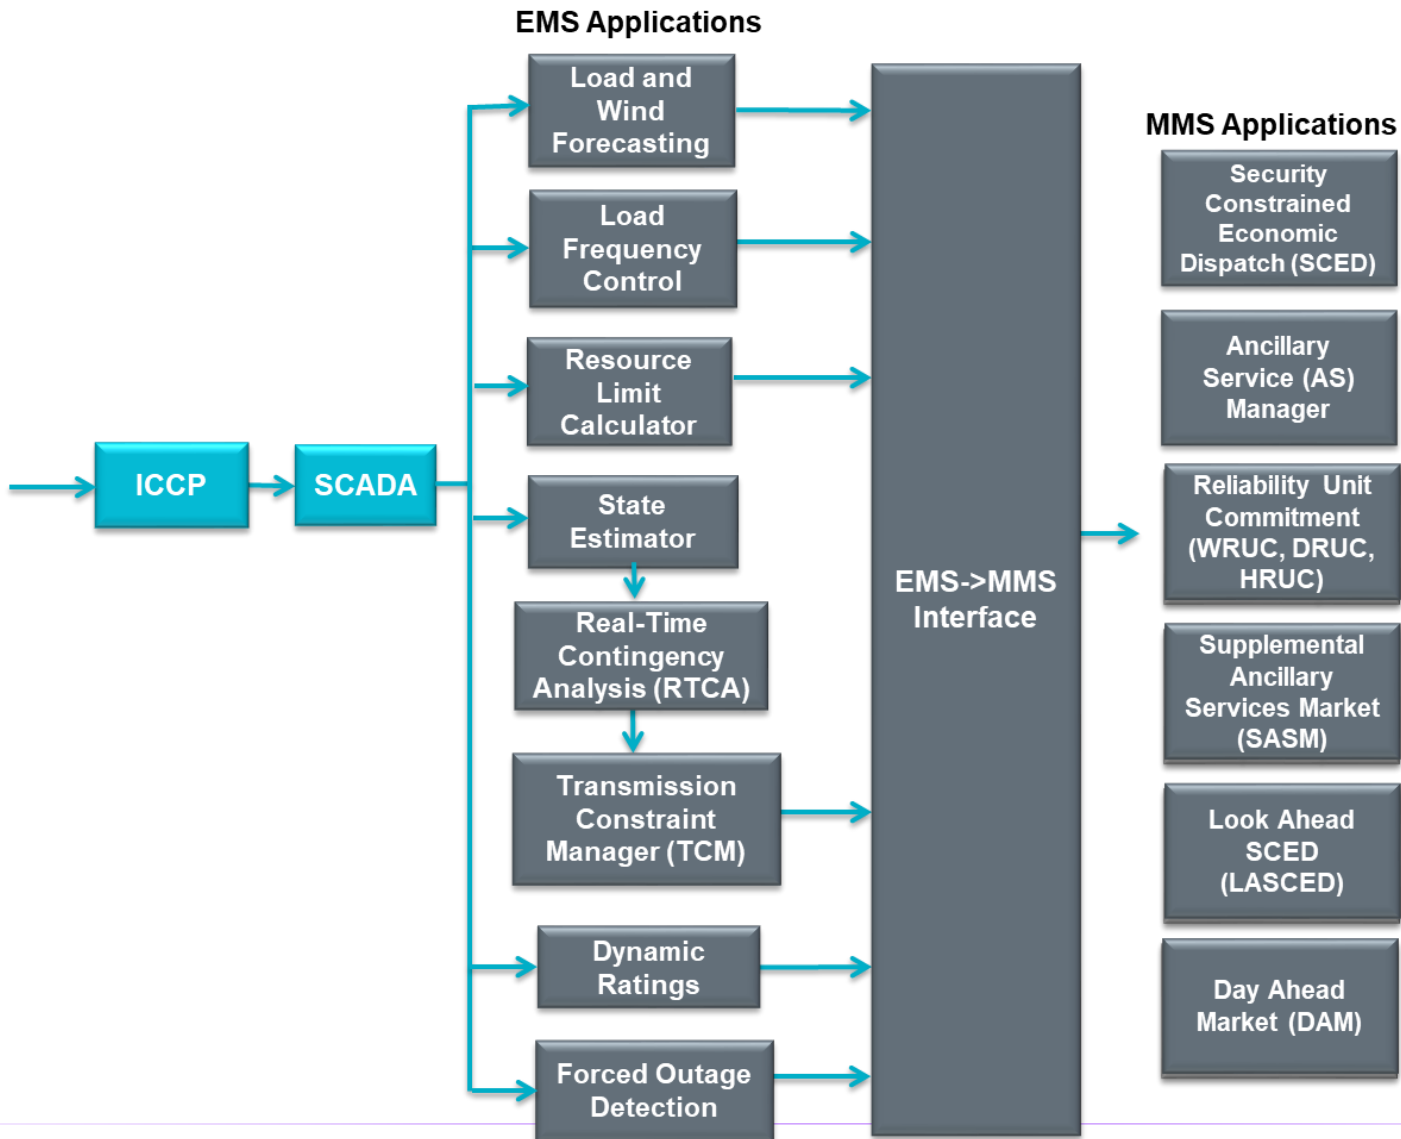 EMS Applications
Load and
Wind
Forecasting
Load
Frequency
Control
Resource
Limit
Calculator
ICCP
SCADA
State
Estimator
Real-Time
Contingency
Analysis (RTCA)
Transmission
Constraint
Manager (TCM)
Dynamic
Ratings
Forced Outage
Detection
EMS->MMS
Interface
MMS Applications
Security
Constrained
Economic
Dispatch (SCED)
Ancillary
Service (AS)
Manager
Reliability Unit
Commitment
(WRUC, DRUC,
HRUC)
Supplemental
Ancillary
Services Market
(SASM)
Look Ahead
SCED
(LASCED)
Day Ahead
Market (DAM)